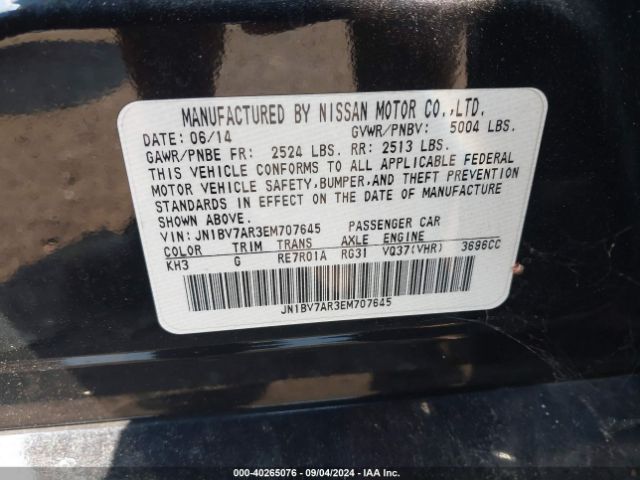 MANUFACTURED BY NISSAN MOTOR CO.,LTD.
DATE: 06/14 GVWR/PNBV: 5004 LBS.
GAWR/PNBE FR: 2524 LBS. RR: 2513 LBS.
THIS VEHICLE CONFORMS TO ALL APPLICABLE FEDERAL
MOTOR VEHICLE SAFETY,BUMPER,AND THEFT PREVENTION
STANDARDS IN EFFECT ON THE DATE OF MANUFACTURE
SHOWN ABOVE.
VIN: JN1BV7AR3EM707645 PASSENGER CAR
COLOR TRIM TRANS AXLE ENGINE
KH3 G RE7R01A RG31 VQ37(VHR) 3696CC
JN1BV7AR3EM707645
000-40265076 - 09/04/2024 - IAA Inc.